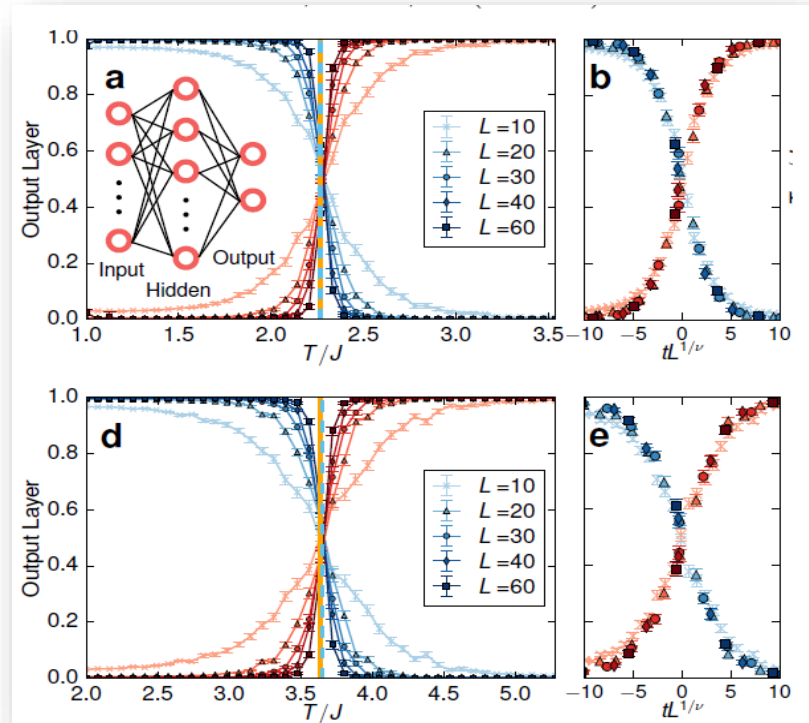 a
b
1.0
0.8
0.6
0.4
0.2
0.0
Output Layer
Input
Hidden
Output
L =10
L =20
L =30
L =40
L =60
1.0 1.5 2.0 2.5 3.0 3.5
T/J
−10 −5 0 5 10
tL^{1/ν}
d
e
1.0
0.8
0.6
0.4
0.2
0.0
Output Layer
L =10
L =20
L =30
L =40
L =60
2.0 2.5 3.0 3.5 4.0 4.5 5.0
T/J
−10 −5 0 5 10
tL^{1/ν}